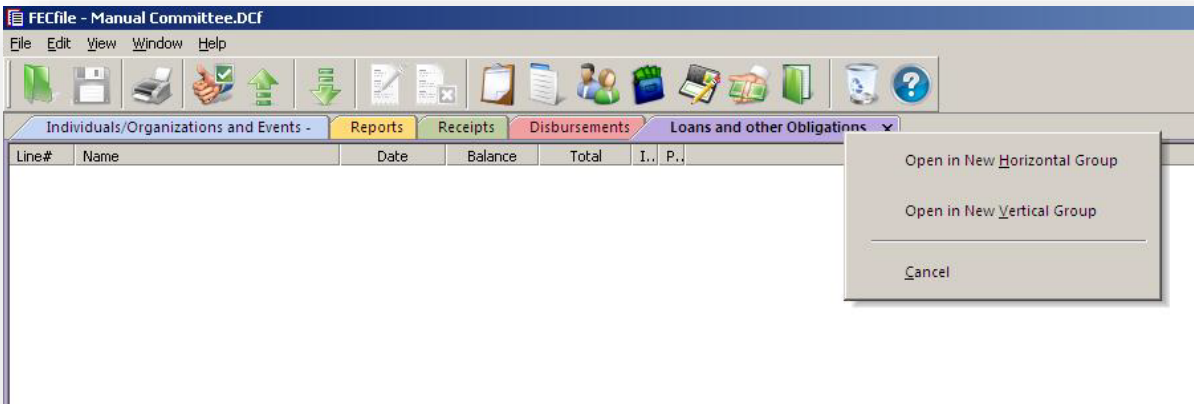 FECfile - Manual Committee.DCf
File Edit View Window Help
Individuals/Organizations and Events - Reports Receipts Disbursements Loans and other Obligations x
Line# Name Date Balance Total I.. P..
Open in New Horizontal Group
Open in New Vertical Group
Cancel